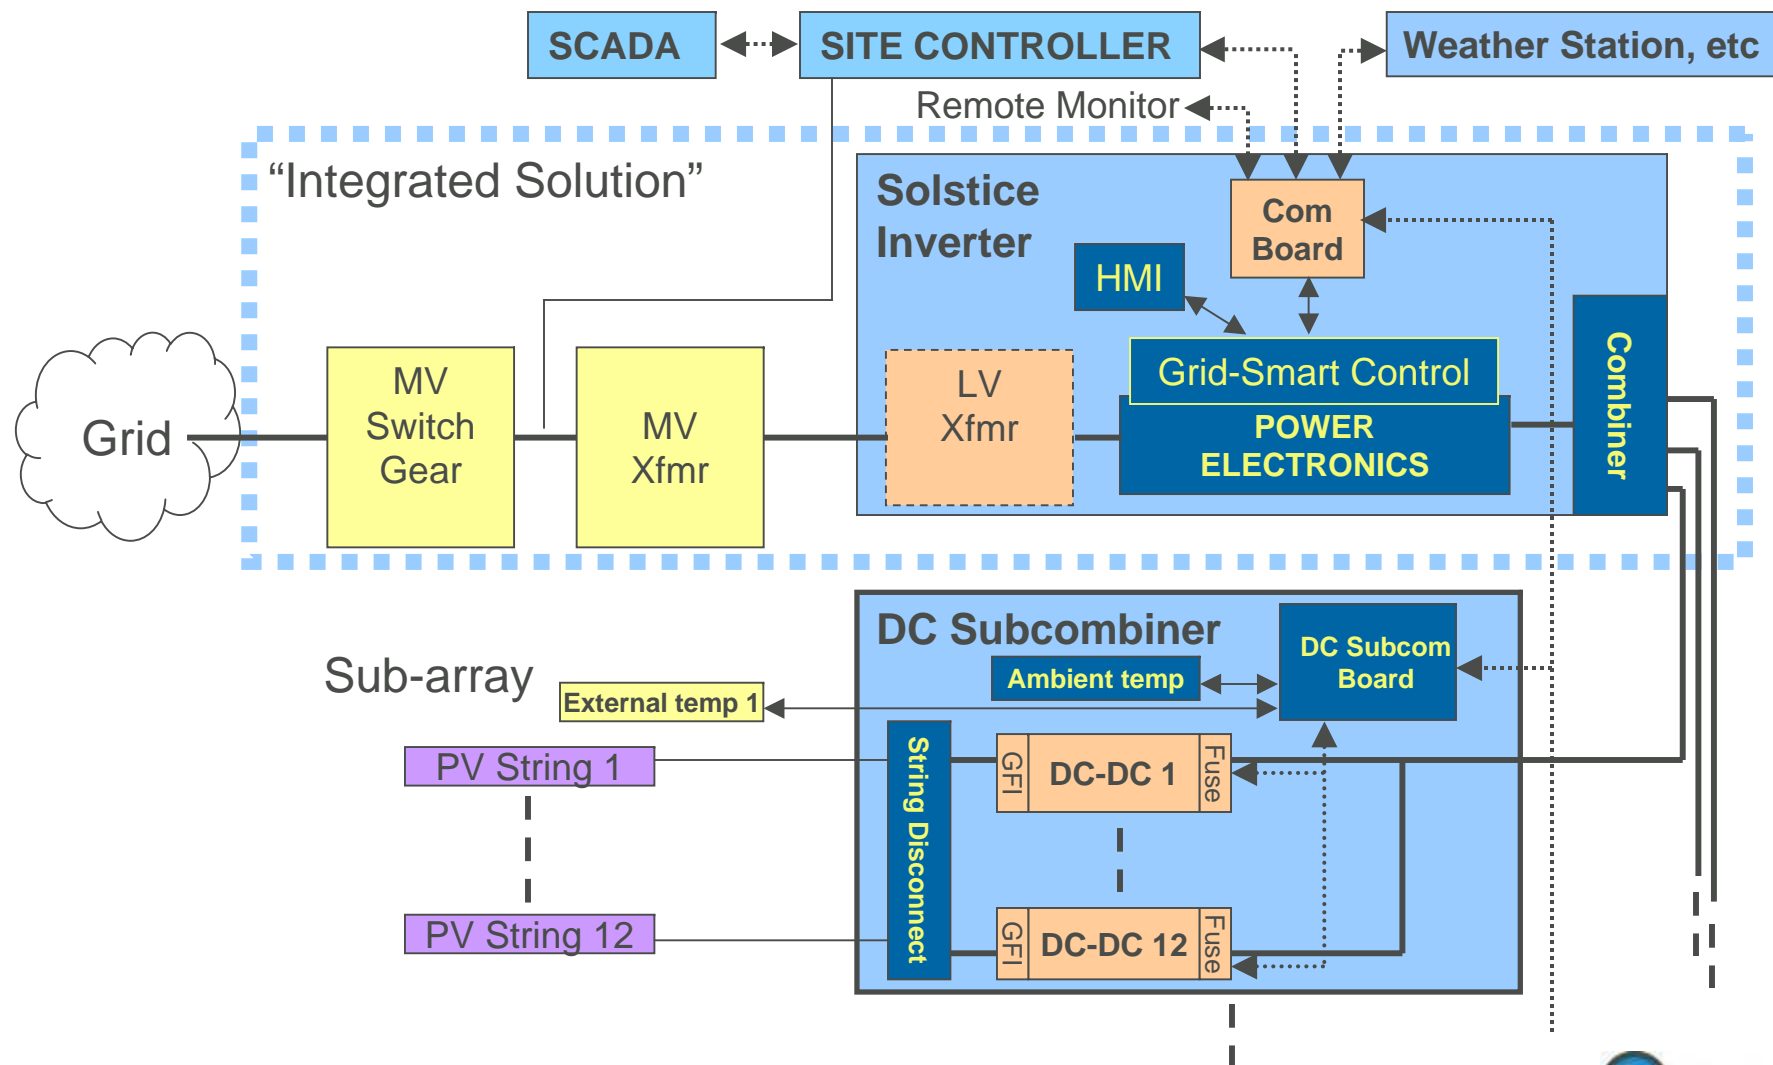 SCADA
SITE CONTROLLER
Weather Station, etc
Remote Monitor
“Integrated Solution”
Solstice
Inverter
Com
Board
HMI
Grid
MV
Switch
Gear
MV
Xfmr
LV
Xfmr
Grid-Smart Control
POWER
ELECTRONICS
Combiner
DC Subcombiner
DC Subcom
Board
Sub-array
Ambient temp
External temp 1
String Disconnect
PV String 1
GFI
DC-DC 1
Fuse
PV String 12
GFI
DC-DC 12
Fuse